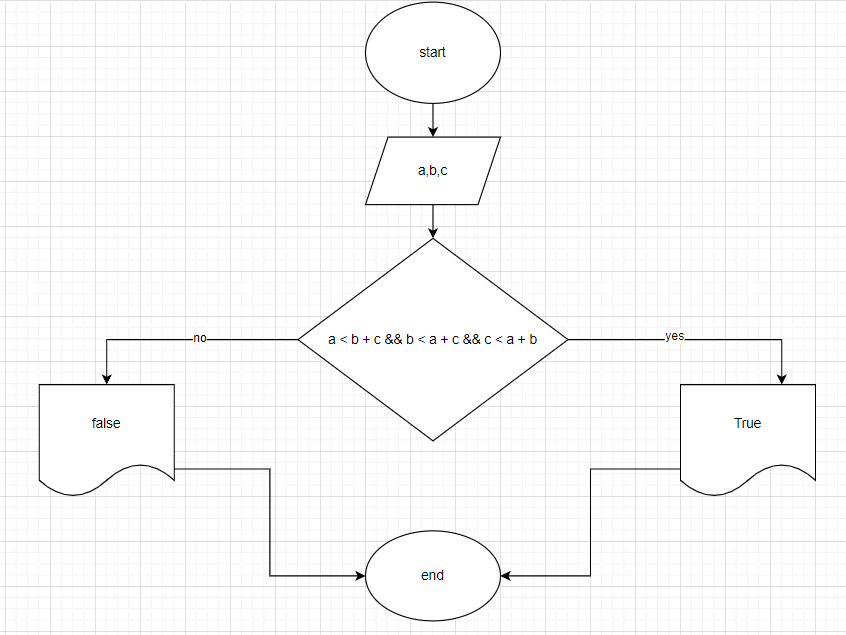 start
a,b,c
a < b + c && b < a + c && c < a + b
no
yes
false
True
end